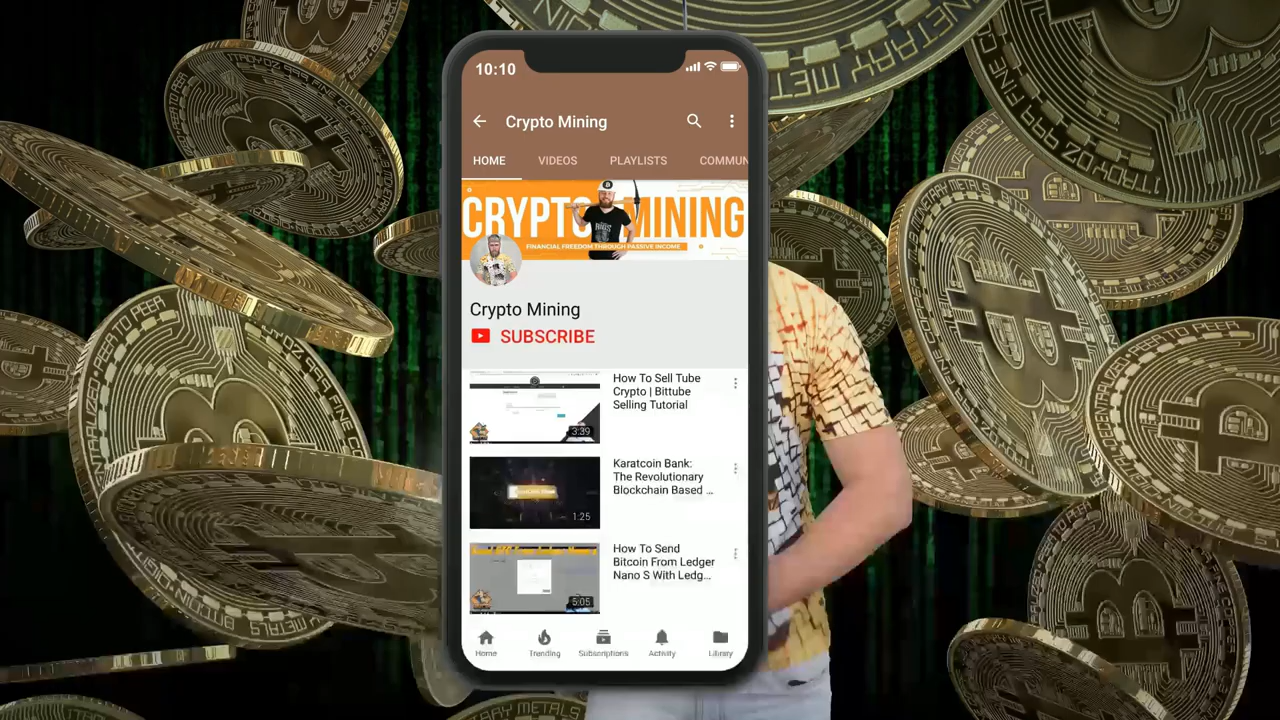 10:10
Crypto Mining
HOME VIDEOS PLAYLISTS COMMUN
CRYPTO MINING
FINANCIAL FREEDOM THROUGH PASSIVE INCOME
Crypto Mining
SUBSCRIBE
How To Sell Tube
Crypto | Bittube
Selling Tutorial
3:39
Karatcoin Bank:
The Revolutionary
Blockchain Based ...
1:25
How To Send
Bitcoin From Ledger
Nano S With Ledg...
5:05
Home Trending Subscriptions Activity Library